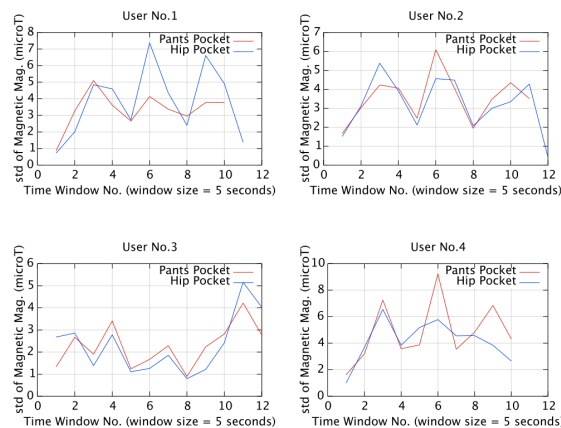 User No.1
Pants Pocket
Hip Pocket
std of Magnetic Mag. (microT)
8
7
6
5
4
3
2
1
0
0 2 4 6 8 10 12
Time Window No. (window size = 5 seconds)
User No.2
Pants Pocket
Hip Pocket
std of Magnetic Mag. (microT)
7
6
5
4
3
2
1
0
0 2 4 6 8 10 12
Time Window No. (window size = 5 seconds)
User No.3
Pants Pocket
Hip Pocket
std of Magnetic Mag. (microT)
6
5
4
3
2
1
0
0 2 4 6 8 10 12
Time Window No. (window size = 5 seconds)
User No.4
Pants Pocket
Hip Pocket
std of Magnetic Mag. (microT)
10
8
6
4
2
0
0 2 4 6 8 10 12
Time Window No. (window size = 5 seconds)